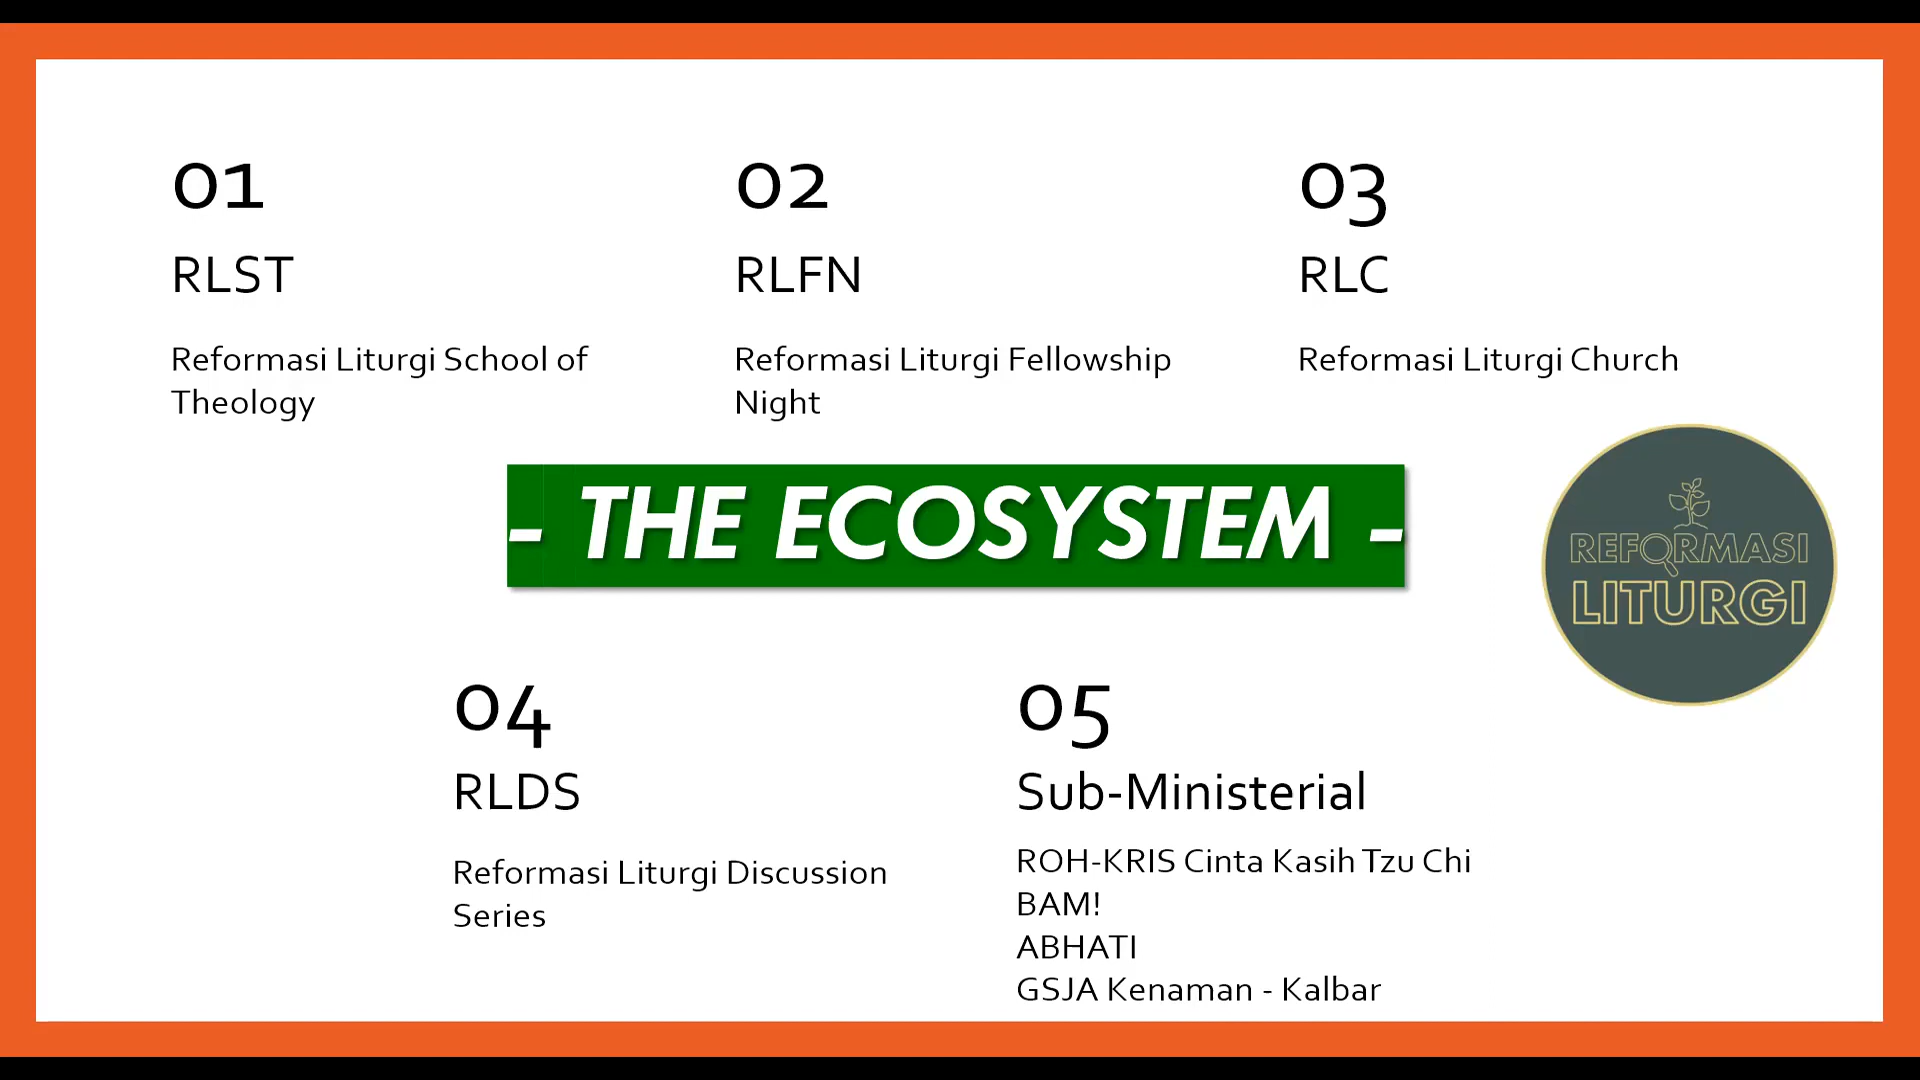 01
RLST
Reformasi Liturgi School of
Theology
02
RLFN
Reformasi Liturgi Fellowship
Night
03
RLC
Reformasi Liturgi Church
- THE ECOSYSTEM -
REFORMASI
LITURGI
04
RLDS
Reformasi Liturgi Discussion
Series
05
Sub-Ministerial
ROH-KRIS Cinta Kasih Tzu Chi
BAM!
ABHATI
GSJA Kenaman - Kalbar